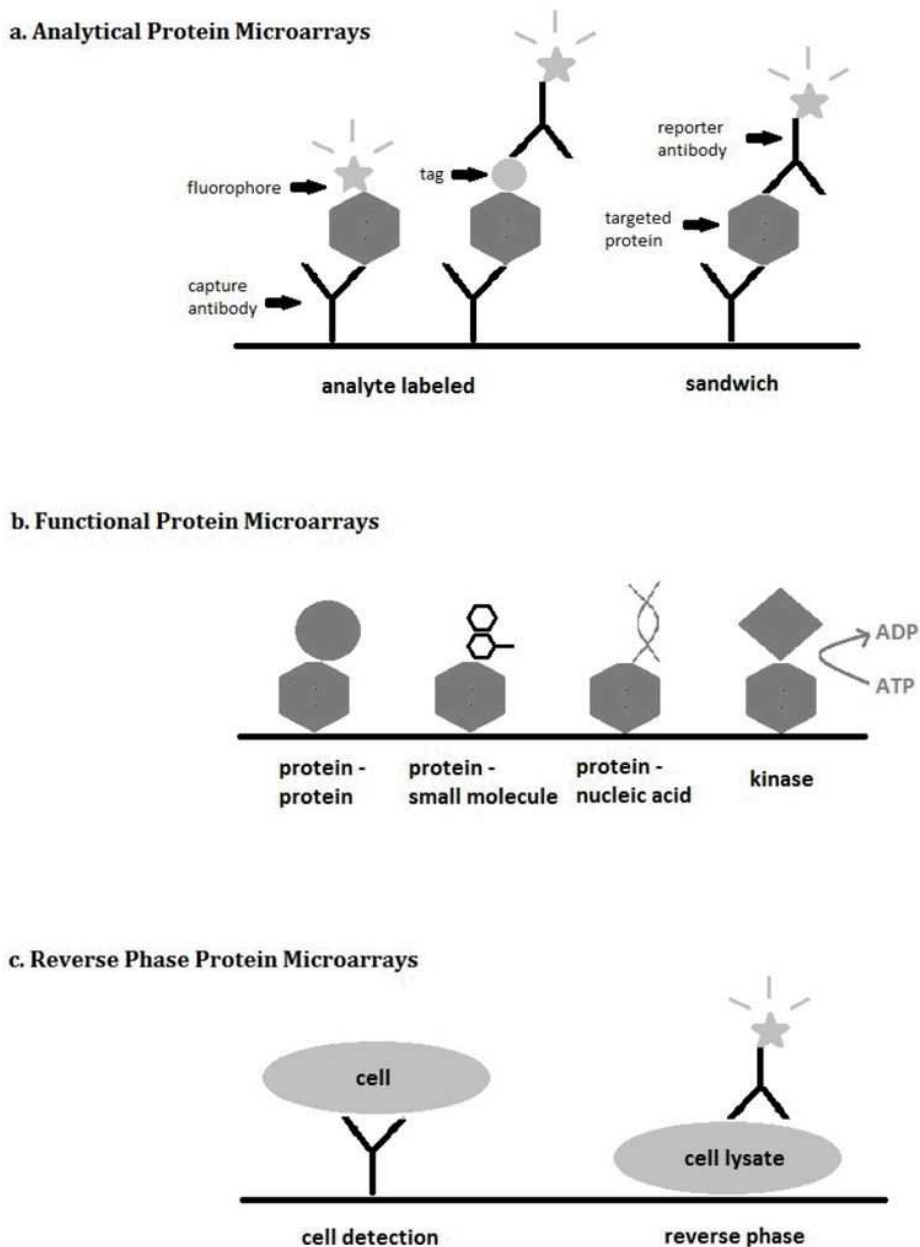 a. Analytical Protein Microarrays
fluorophore
tag
reporter
antibody
targeted
protein
capture
antibody
analyte labeled
sandwich
b. Functional Protein Microarrays
ADP
ATP
protein -
protein
protein -
small molecule
protein -
nucleic acid
kinase
c. Reverse Phase Protein Microarrays
cell
cell lysate
cell detection
reverse phase